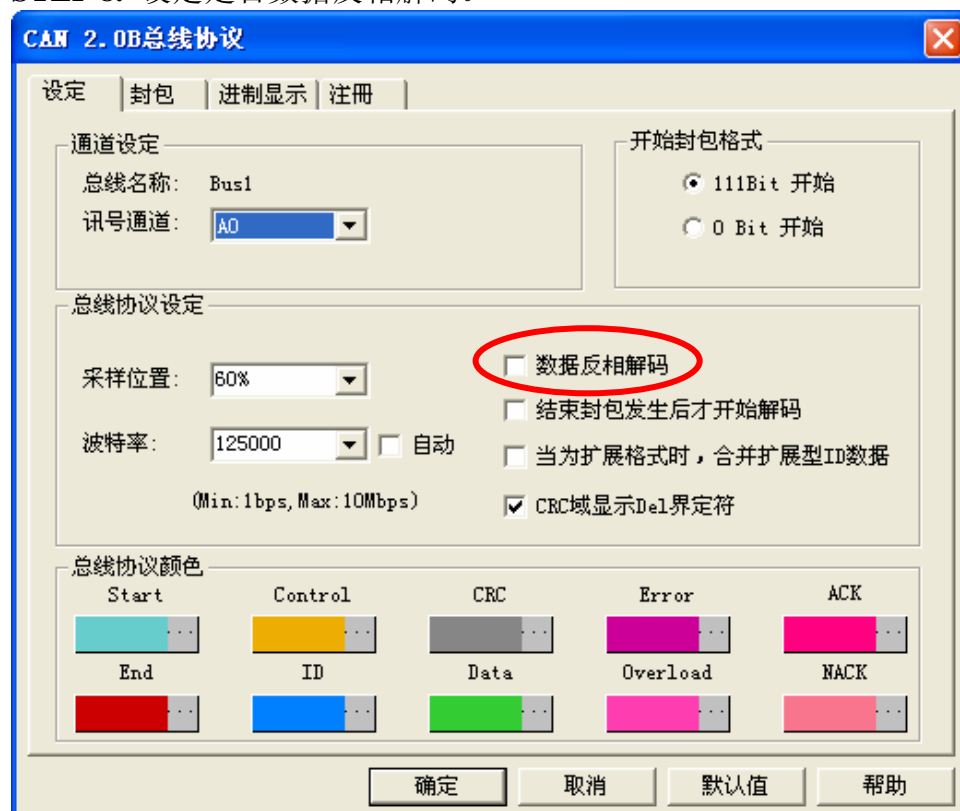 CAN 2.0B总线协议
设定 封包 进制显示 注冊
通道设定
总线名称: Bus1
讯号通道: A0
开始封包格式
111Bit 开始
0 Bit 开始
总线协议设定
采样位置: 60%
波特率: 125000 自动
(Min:1bps,Max:10Mbps)
数据反相解码
结束封包发生后才开始解码
当为扩展格式时，合并扩展型ID数据
CRC域显示Del界定符
总线协议颜色
Start Control CRC Error ACK
... ... ... ... ...
End ID Data Overload NACK
... ... ... ... ...
确定 取消 默认值 帮助